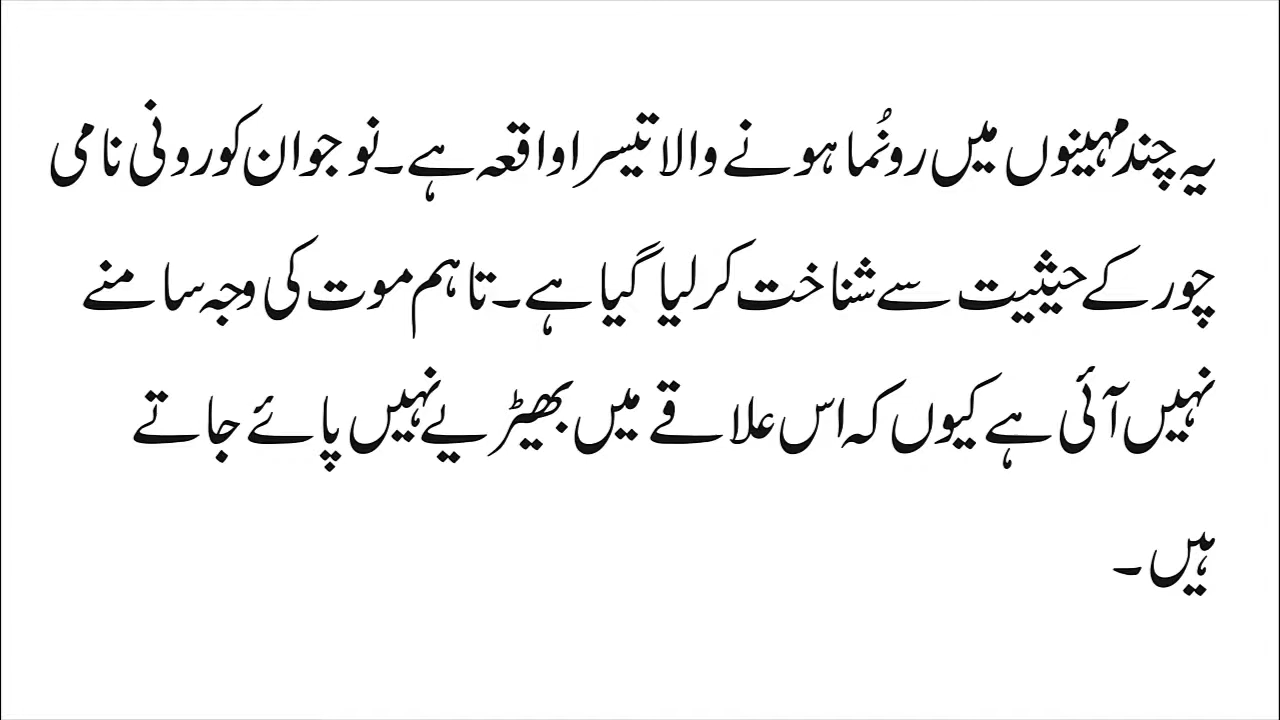 یہ چند مہینوں میں رونُما ہونے والا تیسرا واقعہ ہے۔ نوجوان کو رونی نامی
چور کے حیثیت سے شناخت کر لیا گیا ہے۔ تاہم موت کی وجہ سامنے
نہیں آئی ہے کیوں کہ اس علاقے میں بھیڑیے نہیں پائے جاتے
ہیں۔